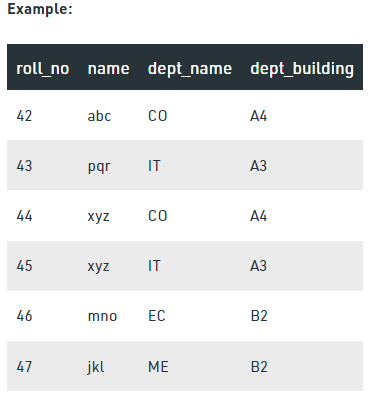 Example:
roll_no name dept_name dept_building
42 abc CO A4
43 pqr IT A3
44 xyz CO A4
45 xyz IT A3
46 mno EC B2
47 jkl ME B2